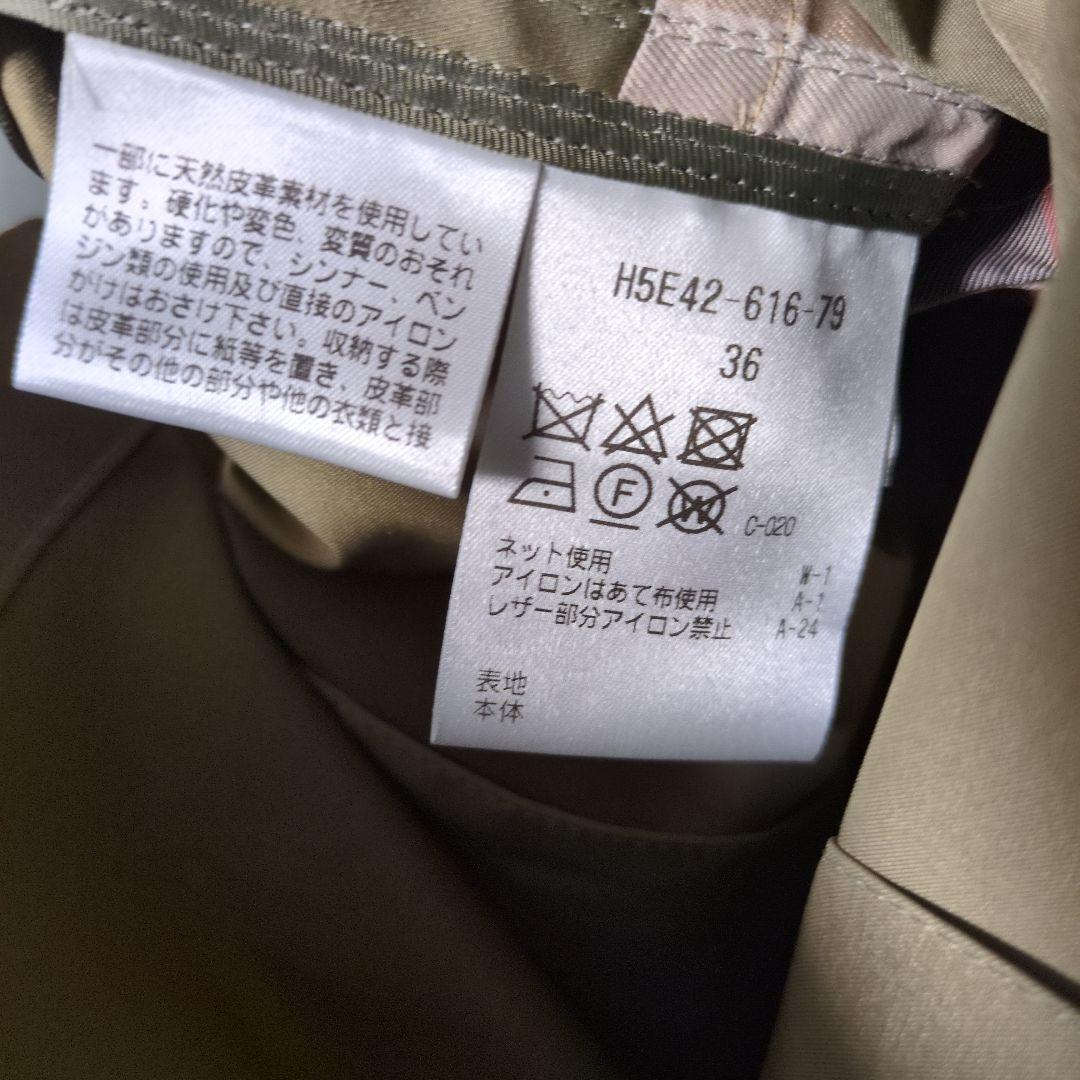 一部に天然皮革素材を使用してい
ます。硬化や変色、変質のおそれ
がありますので、シンナー、ベン
ジン類の使用及び直接のアイロン
がけはおさけ下さい。収納する際
は皮革部分に紙等を置き、皮革部
分がその他の部分や他の衣類と接
H5E42-616-79
36
F
W
C-020
ネット使用 W-1
アイロンはあて布使用 A-1
レザー部分アイロン禁止 A-24
表地
本体